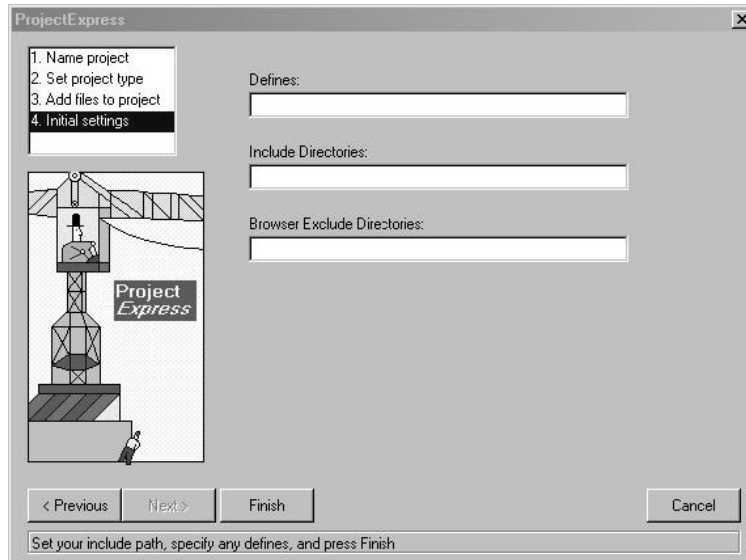 ProjectExpress
1. Name project
2. Set project type
3. Add files to project
4. Initial settings
Defines:
Include Directories:
Browser Exclude Directories:
Project
Express
< Previous
Next >
Finish
Cancel
Set your include path, specify any defines, and press Finish